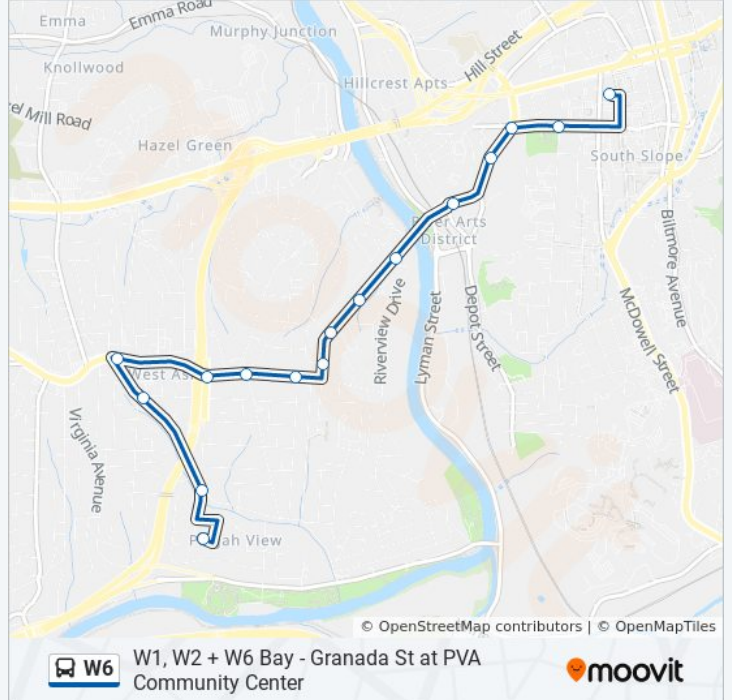 Emma
Emma Road
Murphy Junction
Hill Street
Knollwood
Hillcrest Apts
el Mill Road
Hazel Green
South Slope
River Arts
District
Biltmore Avenue
Riverview Drive
Lyman Street
Depot Street
McDowell Street
West As
Virginia Avenue
P ah View
© OpenStreetMap contributors | © OpenMapTiles
W6
W1, W2 + W6 Bay - Granada St at PVA
Community Center
moovit